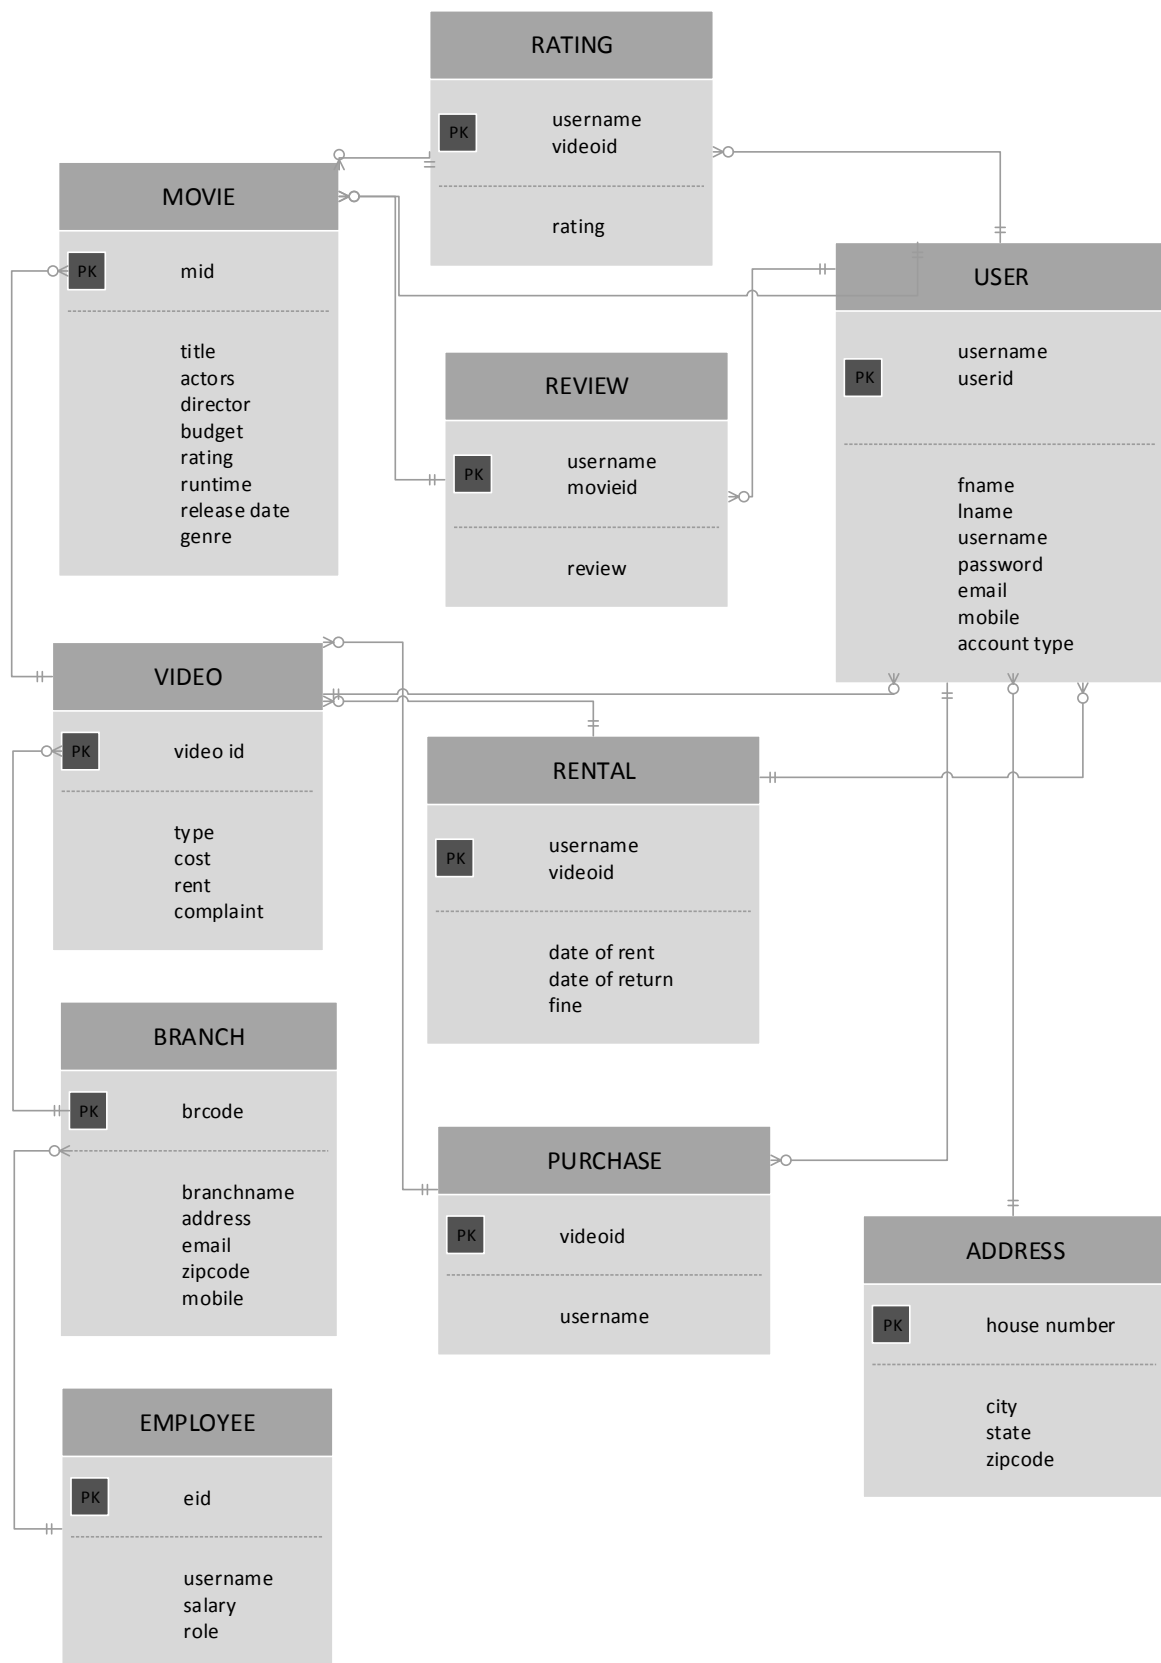 RATING
PK
username
videoid
rating
MOVIE
PK
mid
title
actors
director
budget
rating
runtime
release date
genre
USER
username
PK
userid
fname
lname
username
password
email
mobile
account type
REVIEW
PK
username
movieid
review
VIDEO
PK
video id
type
cost
rent
complaint
RENTAL
PK
username
videoid
date of rent
date of return
fine
BRANCH
PK
brcode
branchname
address
email
zipcode
mobile
PURCHASE
PK
videoid
username
ADDRESS
PK
house number
city
state
zipcode
EMPLOYEE
PK
eid
username
salary
role